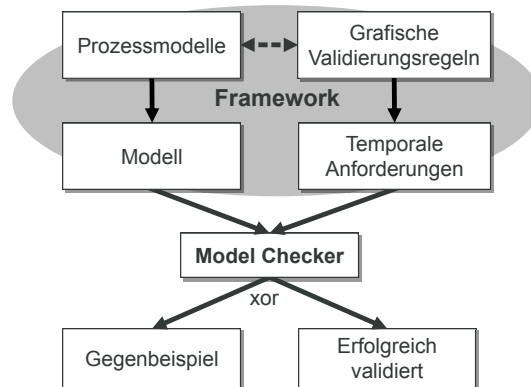 Prozessmodelle
Grafische
Validierungsregeln
Framework
Modell
Temporale
Anforderungen
Model Checker
xor
Gegenbeispiel
Erfolgreich
validiert